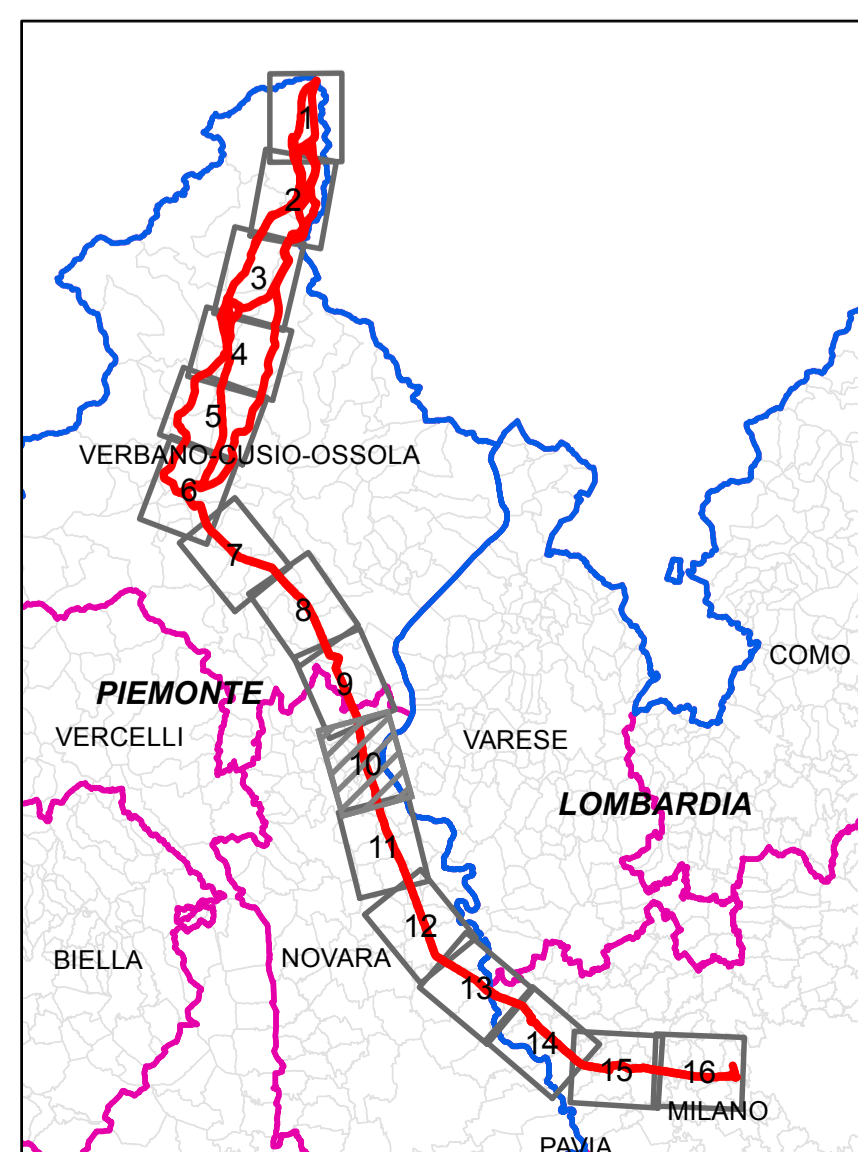 1
2
3
4
5
VERBANO-CUSIO-OSSOLA
6
7
8
COMO
9
PIEMONTE
VERCELLI
VARESE
10
LOMBARDIA
11
12
NOVARA
BIELLA
13
14
15
16
MILANO
PAVIA